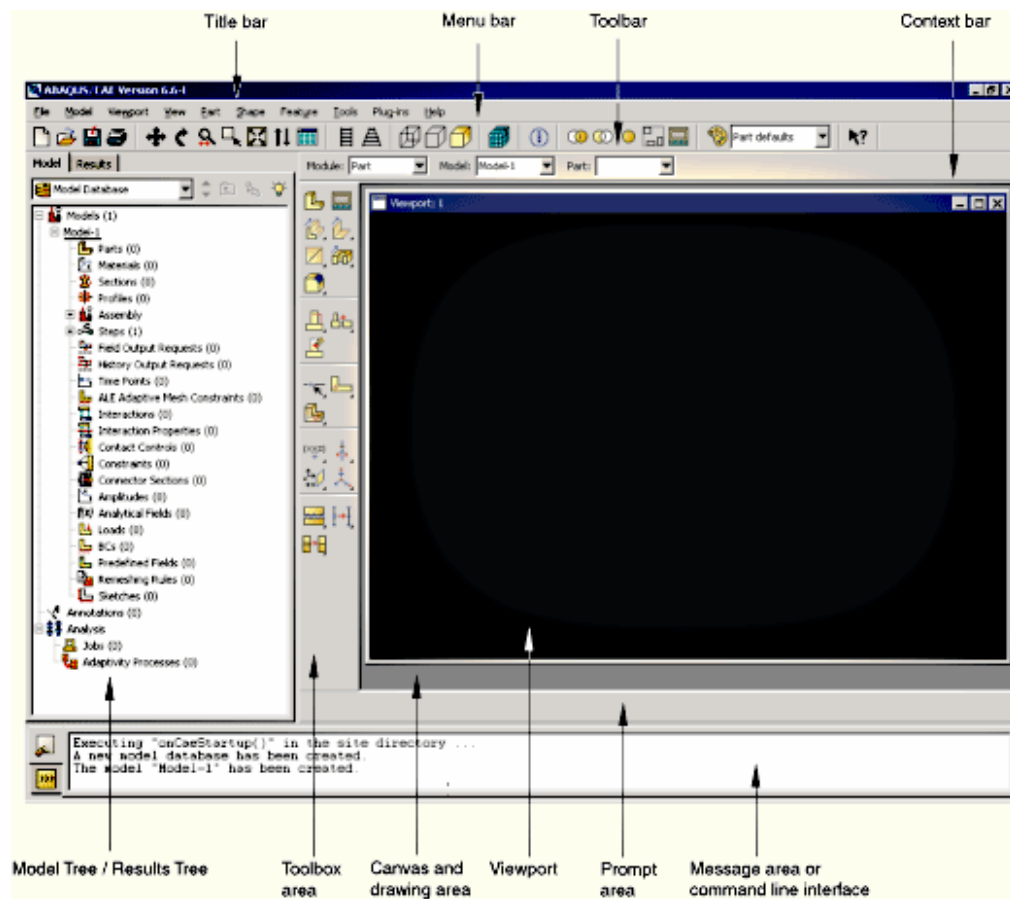 Title bar
Menu bar
Toolbar
Context bar
ABAQUS/CAE Version 6.6-1
File Model Viewport View Part Shape Feature Tools Plug-ins Help
Part defaults
Model Results
Module: Part Model: Model-1 Part:
Model Database
Viewport: 1
Models (1)
Model-1
Parts (0)
Materials (0)
Sections (0)
Profiles (0)
Assembly
Steps (1)
Field Output Requests (0)
History Output Requests (0)
Time Points (0)
ALE Adaptive Mesh Constraints (0)
Interactions (0)
Interaction Properties (0)
Contact Controls (0)
Constraints (0)
Connector Sections (0)
Amplitudes (0)
Analytical Fields (0)
Loads (0)
BCs (0)
Predefined Fields (0)
Remeshing Rules (0)
Sketches (0)
Annotations (0)
Analysis
Jobs (0)
Adaptivity Processes (0)
Executing "onCaeStartup()" in the site directory ...
A new model database has been created.
The model "Model-1" has been created.
Model Tree / Results Tree
Toolbox
area
Canvas and
drawing area
Viewport
Prompt
area
Message area or
command line interface